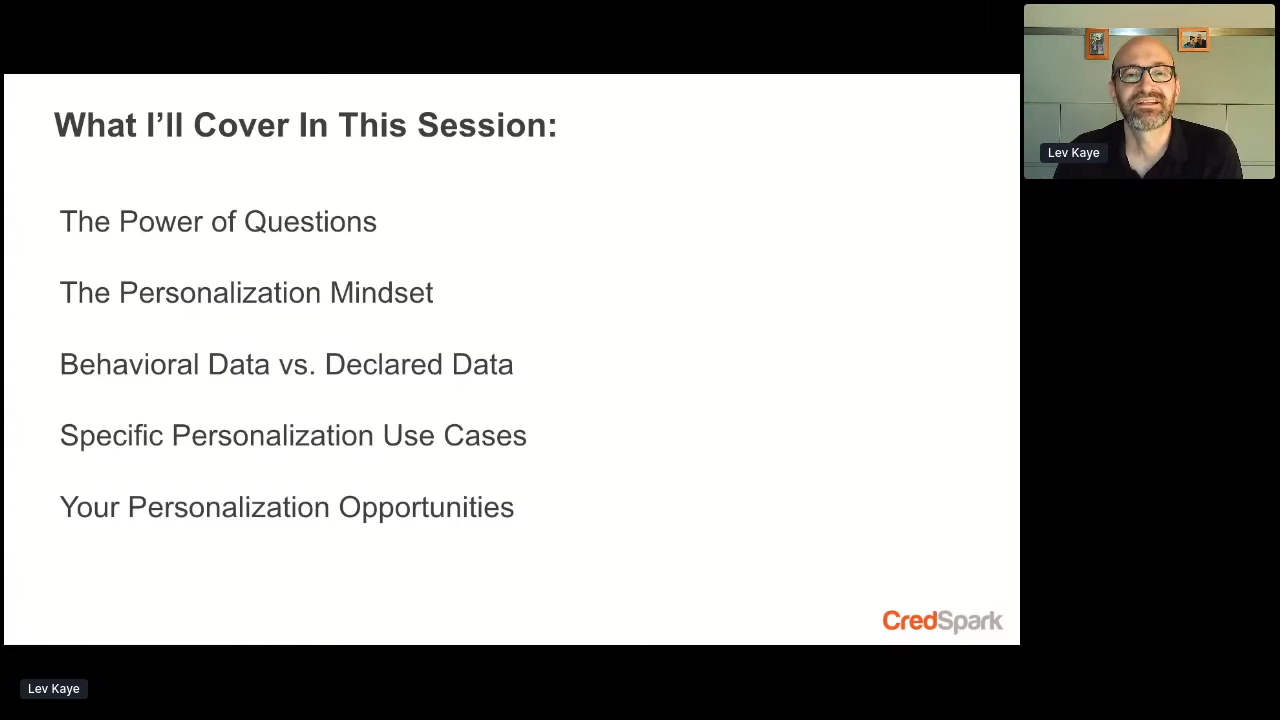 What I’ll Cover In This Session:
The Power of Questions
The Personalization Mindset
Behavioral Data vs. Declared Data
Specific Personalization Use Cases
Your Personalization Opportunities
CredSpark
Lev Kaye
Lev Kaye